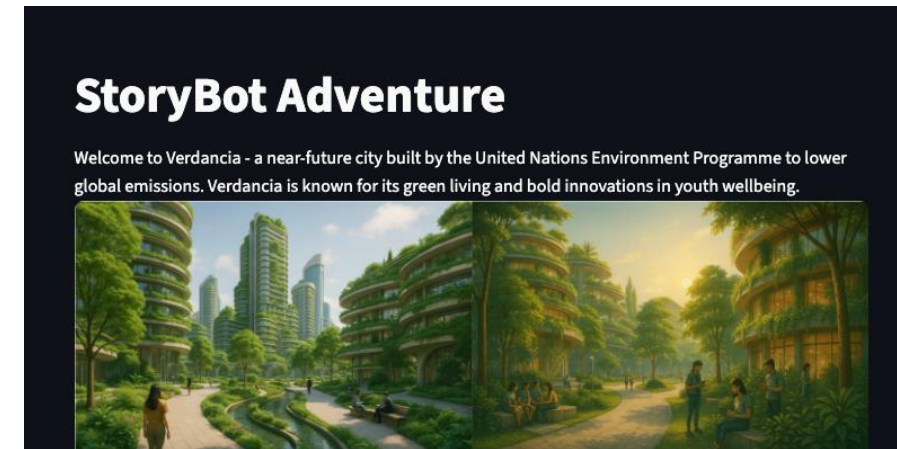 StoryBot Adventure
Welcome to Verdancia - a near-future city built by the United Nations Environment Programme to lower
global emissions. Verdancia is known for its green living and bold innovations in youth wellbeing.